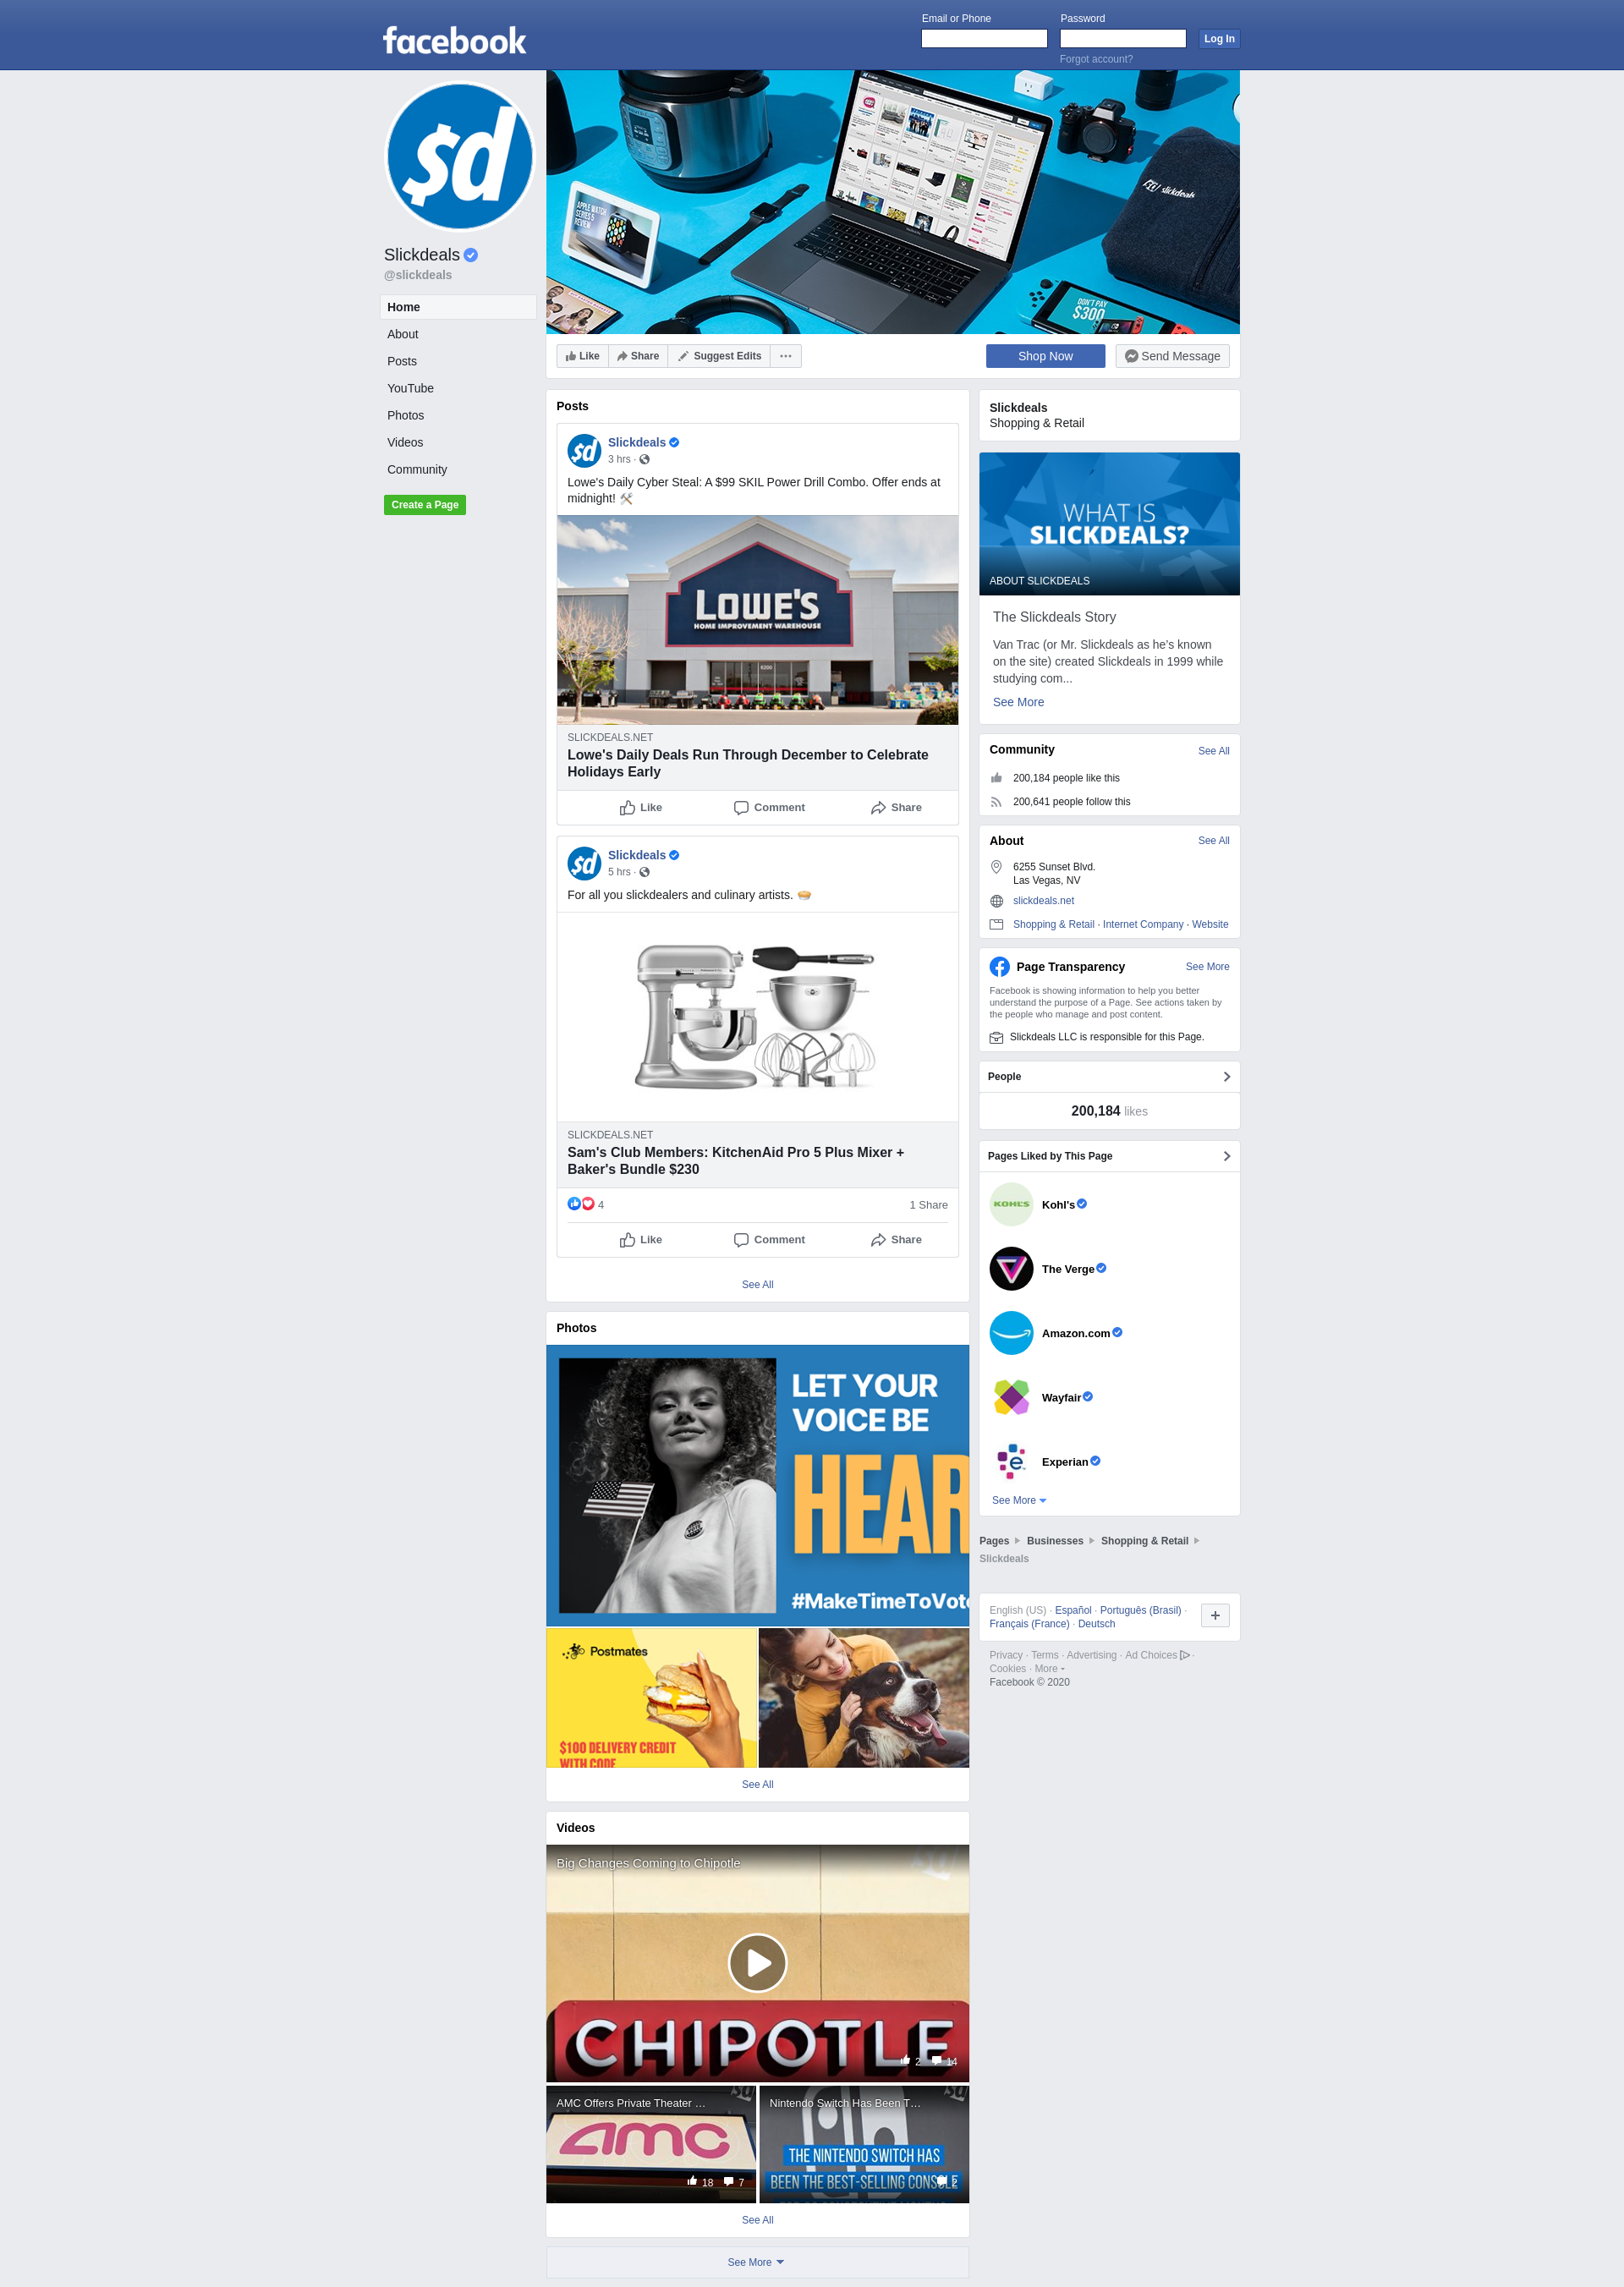 facebook
Email or Phone
Password
Log In
Forgot account?
$d
Slickdeals
@slickdeals
Home
About
Posts
YouTube
Photos
Videos
Community
Create a Page
APPLE WATCH
SERIES 5
REVIEW
slickdeals
DON'T PAY
$300
Like
Share
Suggest Edits
Shop Now
Send Message
Posts
Slickdeals
3 hrs ·
Lowe's Daily Cyber Steal: A $99 SKIL Power Drill Combo. Offer ends at
midnight! 🛠️
LOWE'S
HOME IMPROVEMENT WAREHOUSE
SLICKDEALS.NET
Lowe's Daily Deals Run Through December to Celebrate
Holidays Early
Like
Comment
Share
Slickdeals
5 hrs ·
For all you slickdealers and culinary artists. 🥧
SLICKDEALS.NET
Sam's Club Members: KitchenAid Pro 5 Plus Mixer +
Baker's Bundle $230
4
1 Share
Like
Comment
Share
See All
Photos
LET YOUR
VOICE BE
HEAR
#MakeTimeToVot
Postmates
$100 DELIVERY CREDIT
WITH CODE
See All
Videos
Big Changes Coming to Chipotle
CHIPOTLE
2
14
AMC Offers Private Theater …
amc
18
7
Nintendo Switch Has Been T…
THE NINTENDO SWITCH HAS
BEEN THE BEST-SELLING CONSOLE
2
See All
See More
Slickdeals
Shopping & Retail
WHAT IS
SLICKDEALS?
ABOUT SLICKDEALS
The Slickdeals Story
Van Trac (or Mr. Slickdeals as he's known
on the site) created Slickdeals in 1999 while
studying com...
See More
Community
See All
200,184 people like this
200,641 people follow this
About
See All
6255 Sunset Blvd.
Las Vegas, NV
slickdeals.net
Shopping & Retail · Internet Company · Website
Page Transparency
See More
Facebook is showing information to help you better
understand the purpose of a Page. See actions taken by
the people who manage and post content.
Slickdeals LLC is responsible for this Page.
People
200,184 likes
Pages Liked by This Page
KOHL'S
Kohl's
The Verge
Amazon.com
Wayfair
Experian
See More
Pages
Businesses
Shopping & Retail
Slickdeals
English (US) · Español · Português (Brasil) ·
Français (France) · Deutsch
Privacy · Terms · Advertising · Ad Choices ·
Cookies · More
Facebook © 2020